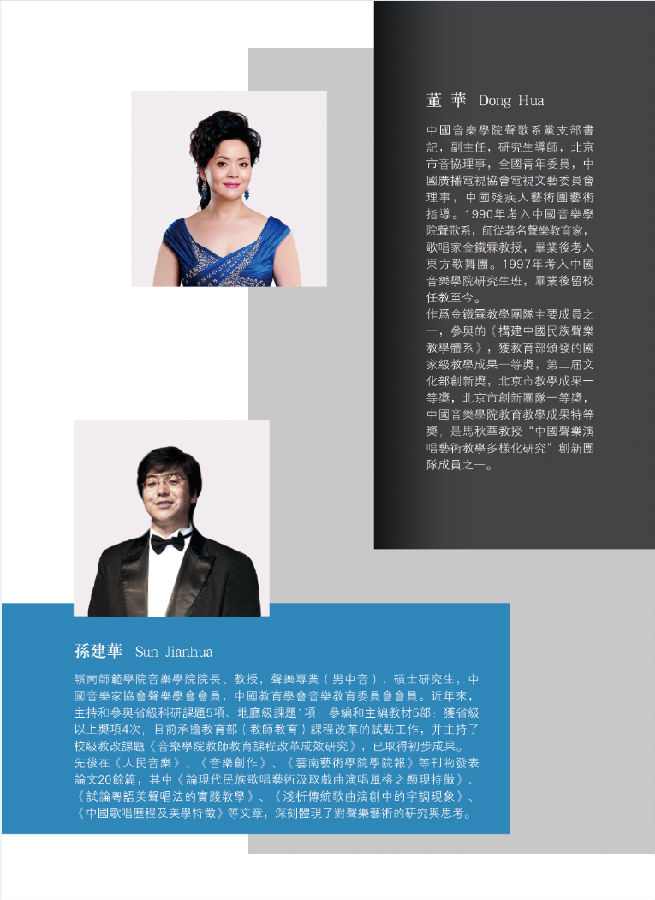 董 華 Dong Hua
中國音樂學院聲歌系黨支部書
記，副主任，研究生導師，北京
市音協理事，全國青年委員，中
國廣播電視協會電視文藝委員會
理事，中國殘疾人藝術團藝術
指導。1990年考入中國音樂學
院聲歌系，師從著名聲樂教育家，
歌唱家金鐵霖教授，畢業後考入
東方歌舞團。1997年考入中國
音樂學院研究生班，畢業後留校
任教至今。
作爲金鐵霖教學團隊主要成員之
一，參與的《構建中國民族聲樂
教學體系》，獲教育部頒發的國
家級教學成果一等獎，第二屆文
化部創新獎，北京市教學成果一
等獎，北京市創新團隊一等獎，
中國音樂學院教育教學成果特等
獎，是馬秋華教授“中國聲樂演
唱藝術教學多樣化研究”創新團
隊成員之一。
孫建華 Sun Jianhua
嶺南師範學院音樂學院院長、教授，聲樂專業（男中音），碩士研究生，中
國音樂家協會聲樂學會會員，中國教育學會音樂教育委員會會員。近年來，
主持和參與省級科研課題5項、地廳級課題1項，參編和主編教材5部；獲省級
以上獎項4次，目前承擔教育部（教師教育）課程改革的試點工作，并主持了
校級教改課題《音樂學院教師教育課程改革成效研究》，已取得初步成果。
先後在《人民音樂》、《音樂創作》、《雲南藝術學院學院報》等刊物發表
論文20餘篇，其中《論現代民族歌唱藝術汲取戲曲演唱風格之顯現特徵》、
《試論粵語美聲唱法的實踐教學》、《淺析傳統歌曲演創中的字調現象》、
《中國歌唱歷程及美學特徵》等文章，深刻體現了對聲樂藝術的研究與思考。